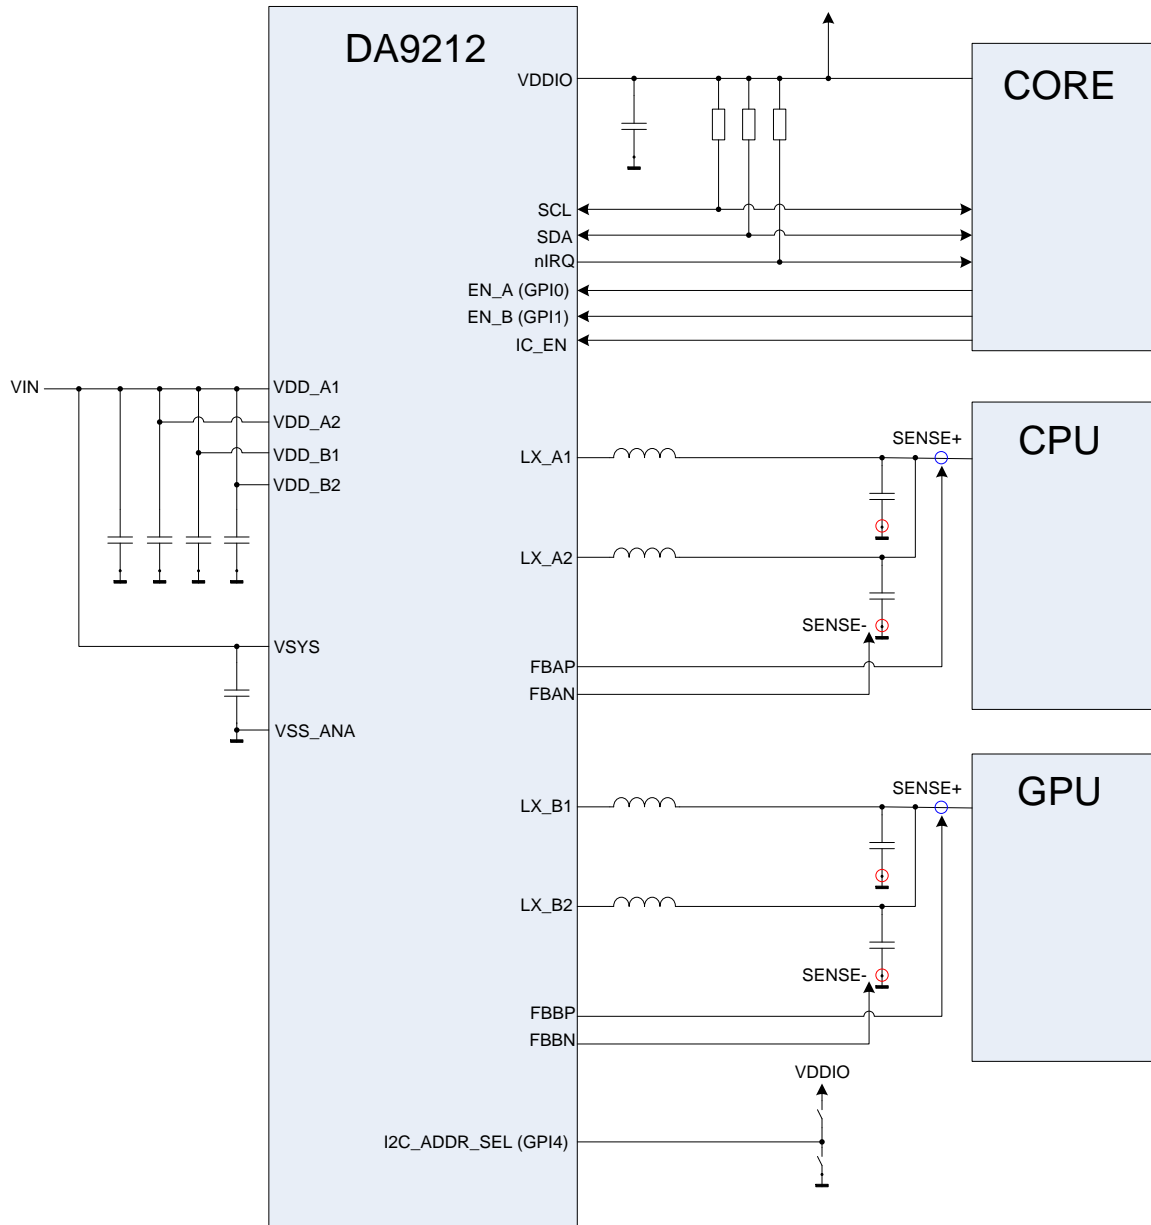 DA9212
VDDIO
CORE
SCL
SDA
nIRQ
EN_A (GPI0)
EN_B (GPI1)
IC_EN
VIN
VDD_A1
VDD_A2
VDD_B1
VDD_B2
VSYS
VSS_ANA
LX_A1
SENSE+
CPU
LX_A2
SENSE-
FBAP
FBAN
LX_B1
SENSE+
GPU
LX_B2
SENSE-
FBBP
FBBN
VDDIO
I2C_ADDR_SEL (GPI4)